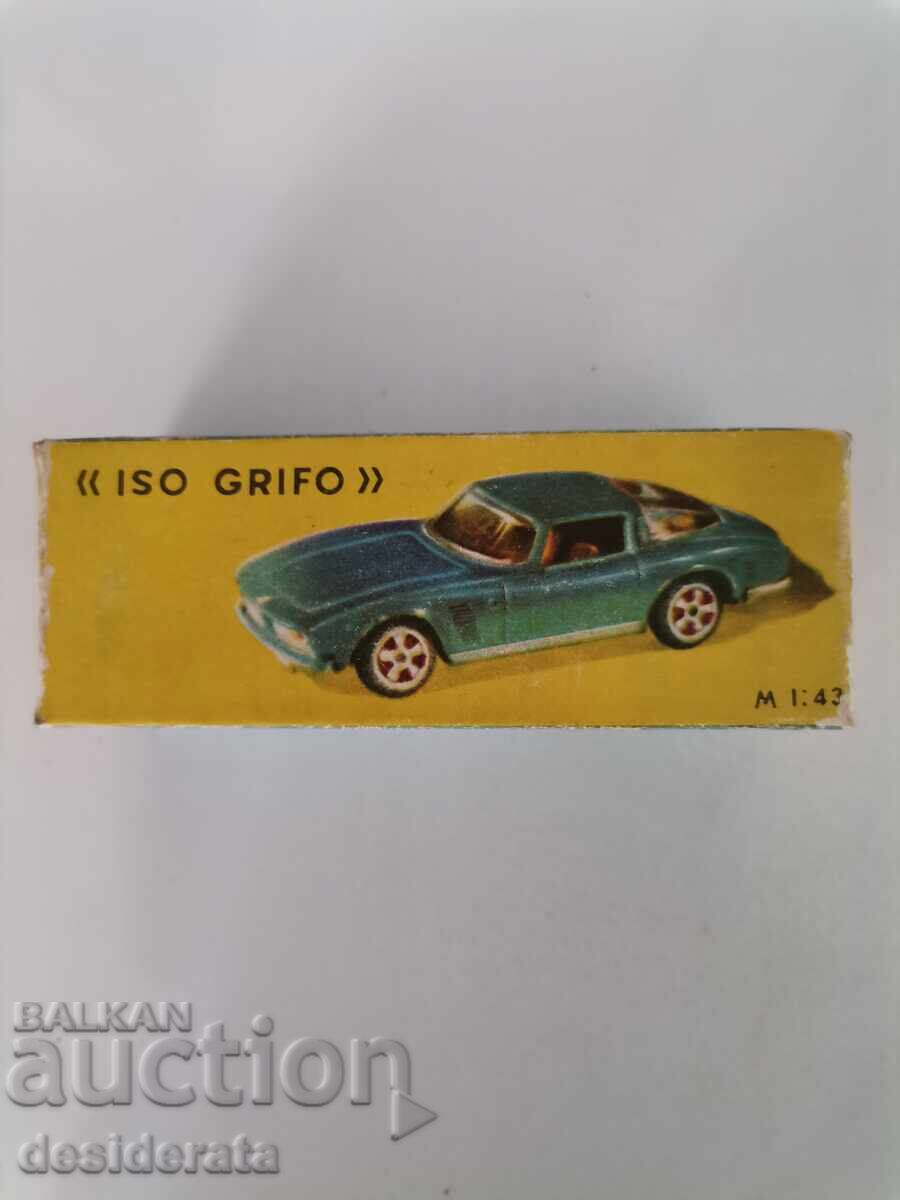 « ISO GRIFO »
M 1:43
BALKAN
auction
desiderata